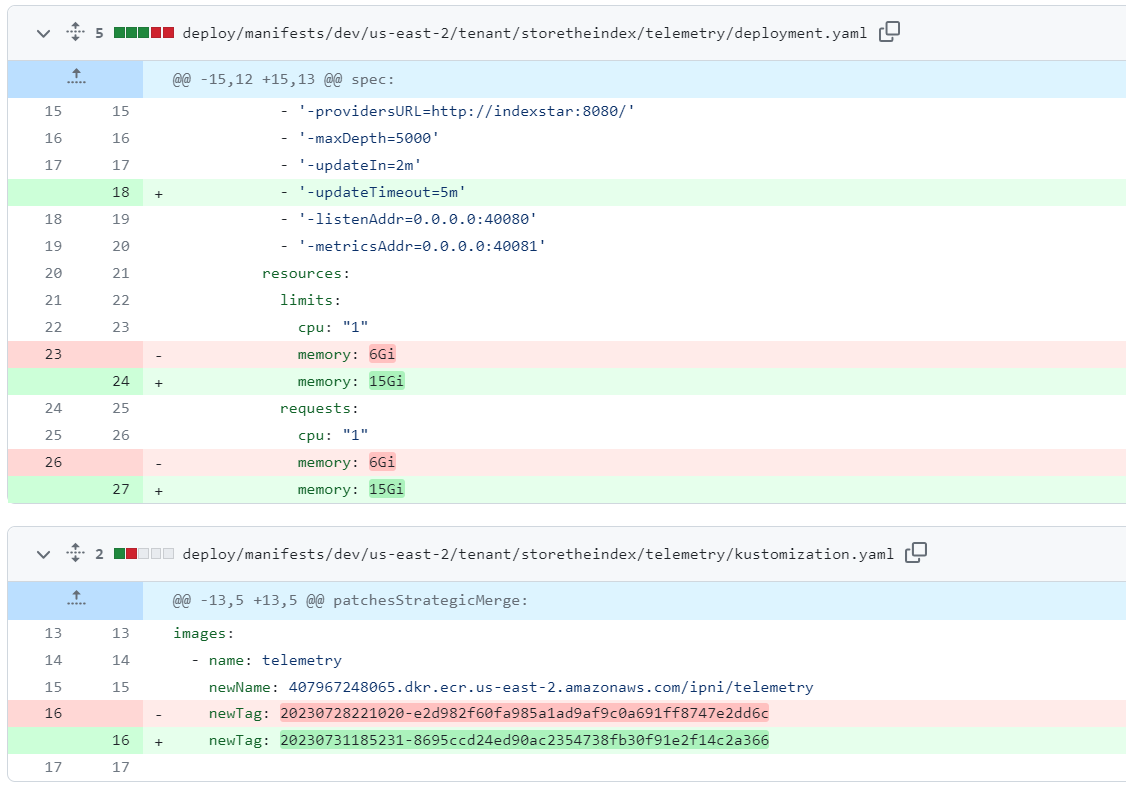 5 deploy/manifests/dev/us-east-2/tenant/storetheindex/telemetry/deployment.yaml
@@ -15,12 +15,13 @@ spec:
15 15 - '-providersURL=http://indexstar:8080/'
16 16 - '-maxDepth=5000'
17 17 - '-updateIn=2m'
18 + - '-updateTimeout=5m'
18 19 - '-listenAddr=0.0.0.0:40080'
19 20 - '-metricsAddr=0.0.0.0:40081'
20 21 resources:
21 22 limits:
22 23 cpu: "1"
23 - memory: 6Gi
24 + memory: 15Gi
24 25 requests:
25 26 cpu: "1"
26 - memory: 6Gi
27 + memory: 15Gi
2 deploy/manifests/dev/us-east-2/tenant/storetheindex/telemetry/kustomization.yaml
@@ -13,5 +13,5 @@ patchesStrategicMerge:
13 13 images:
14 14 - name: telemetry
15 15 newName: 407967248065.dkr.ecr.us-east-2.amazonaws.com/ipni/telemetry
16 - newTag: 20230728221020-e2d982f60fa985a1ad9af9c0a691ff8747e2dd6c
16 + newTag: 20230731185231-8695ccd24ed90ac2354738fb30f91e2f14c2a366
17 17